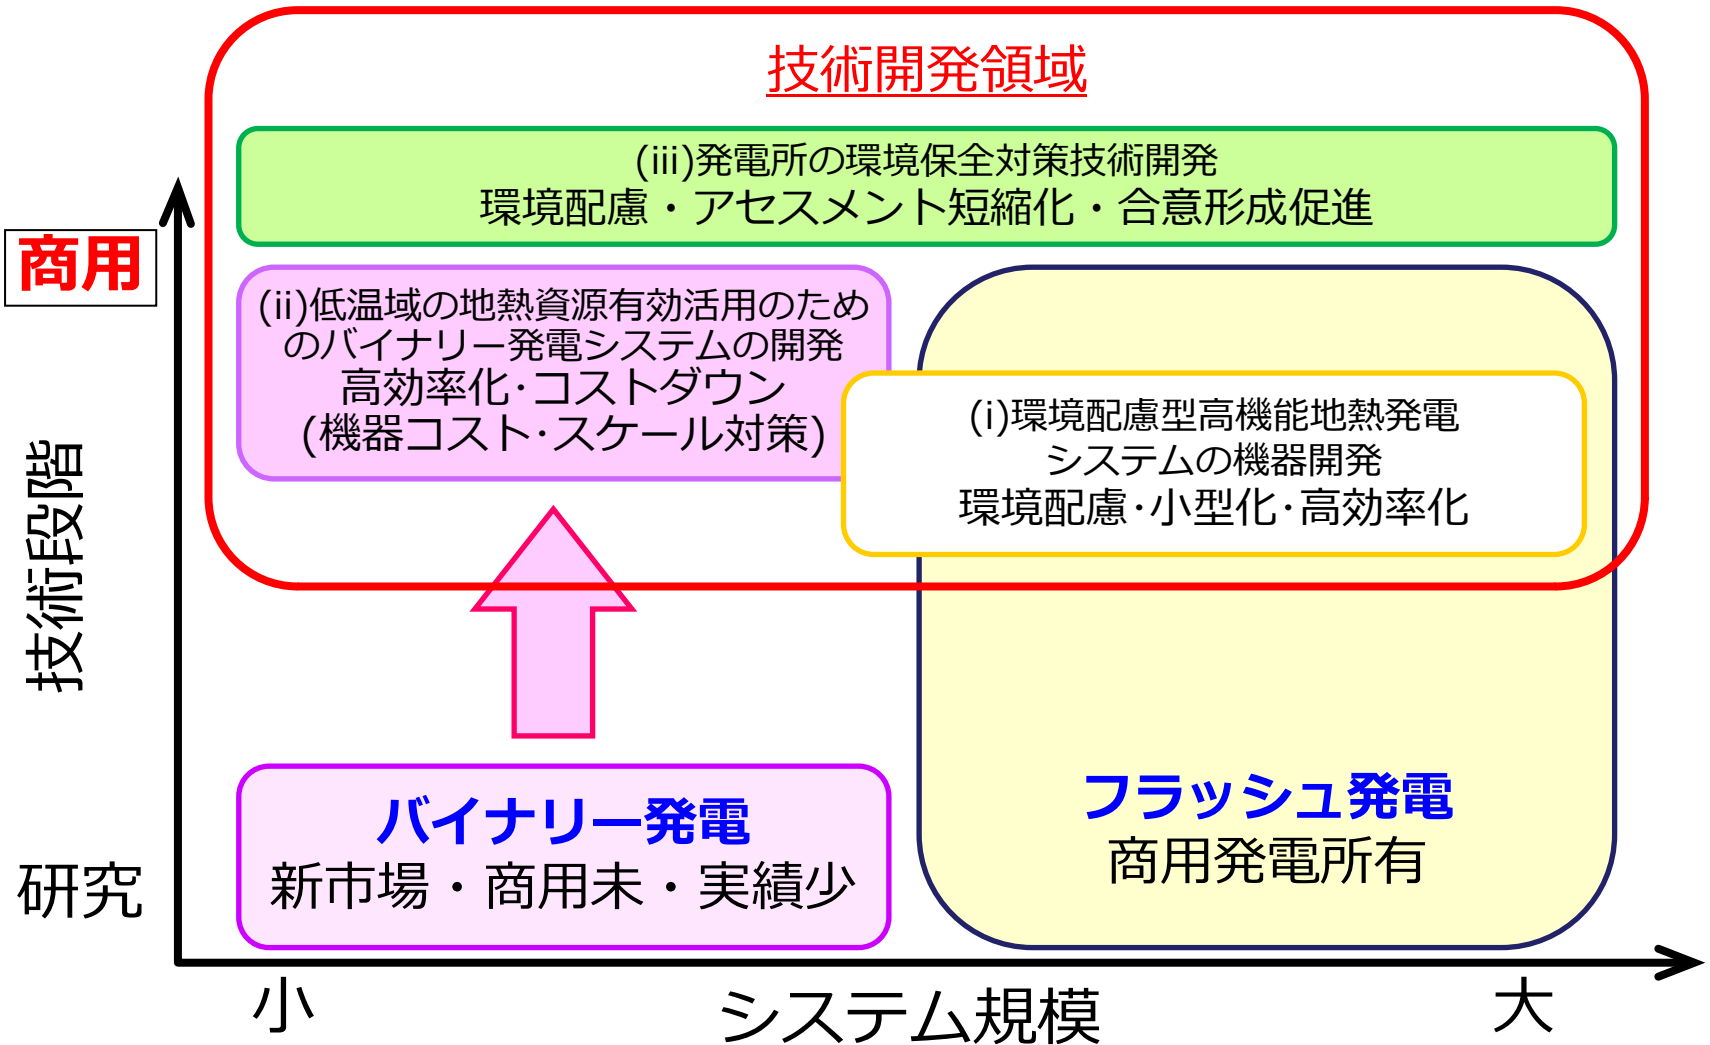 技術開発領域
(iii)発電所の環境保全対策技術開発
環境配慮・アセスメント短縮化・合意形成促進
商用
(ii)低温域の地熱資源有効活用のため
のバイナリー発電システムの開発
高効率化･コストダウン
(機器コスト･スケール対策)
(i)環境配慮型高機能地熱発電
システムの機器開発
環境配慮･小型化･高効率化
技術段階
バイナリー発電
新市場・商用未・実績少
フラッシュ発電
商用発電所有
研究
小
システム規模
大